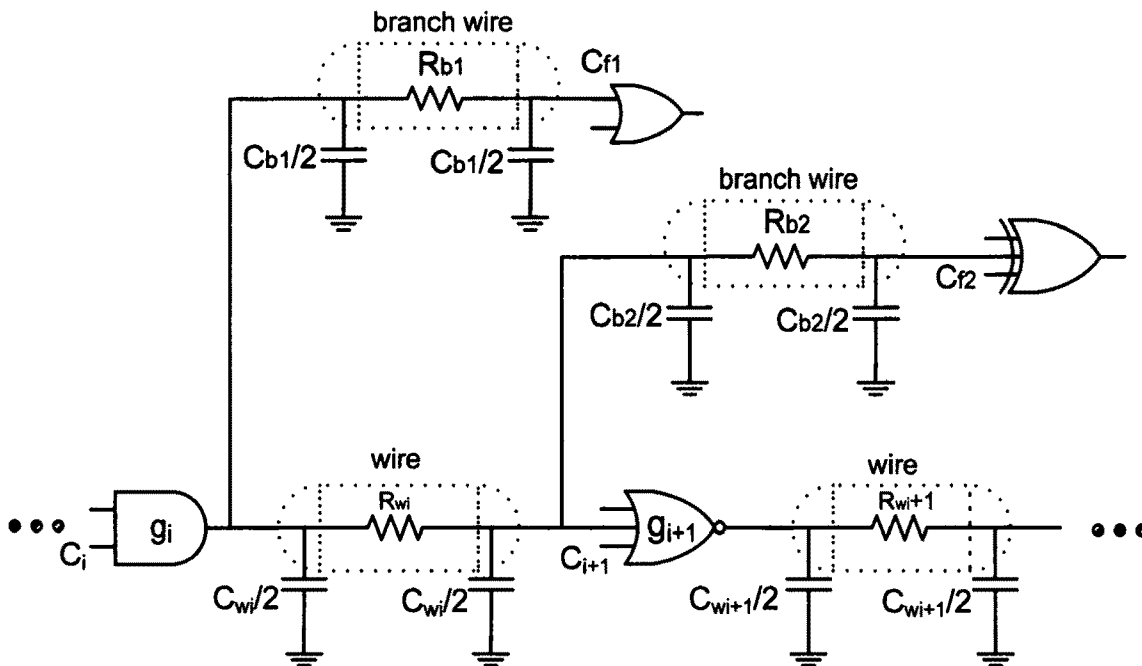 branch wire
Rb1
Cf1
Cb1/2
Cb1/2
branch wire
Rb2
Cf2
Cb2/2
Cb2/2
wire
wire
Rwi
Rwi+1
gi
gi+1
Ci
Ci+1
Cwi/2
Cwi/2
Cwi+1/2
Cwi+1/2